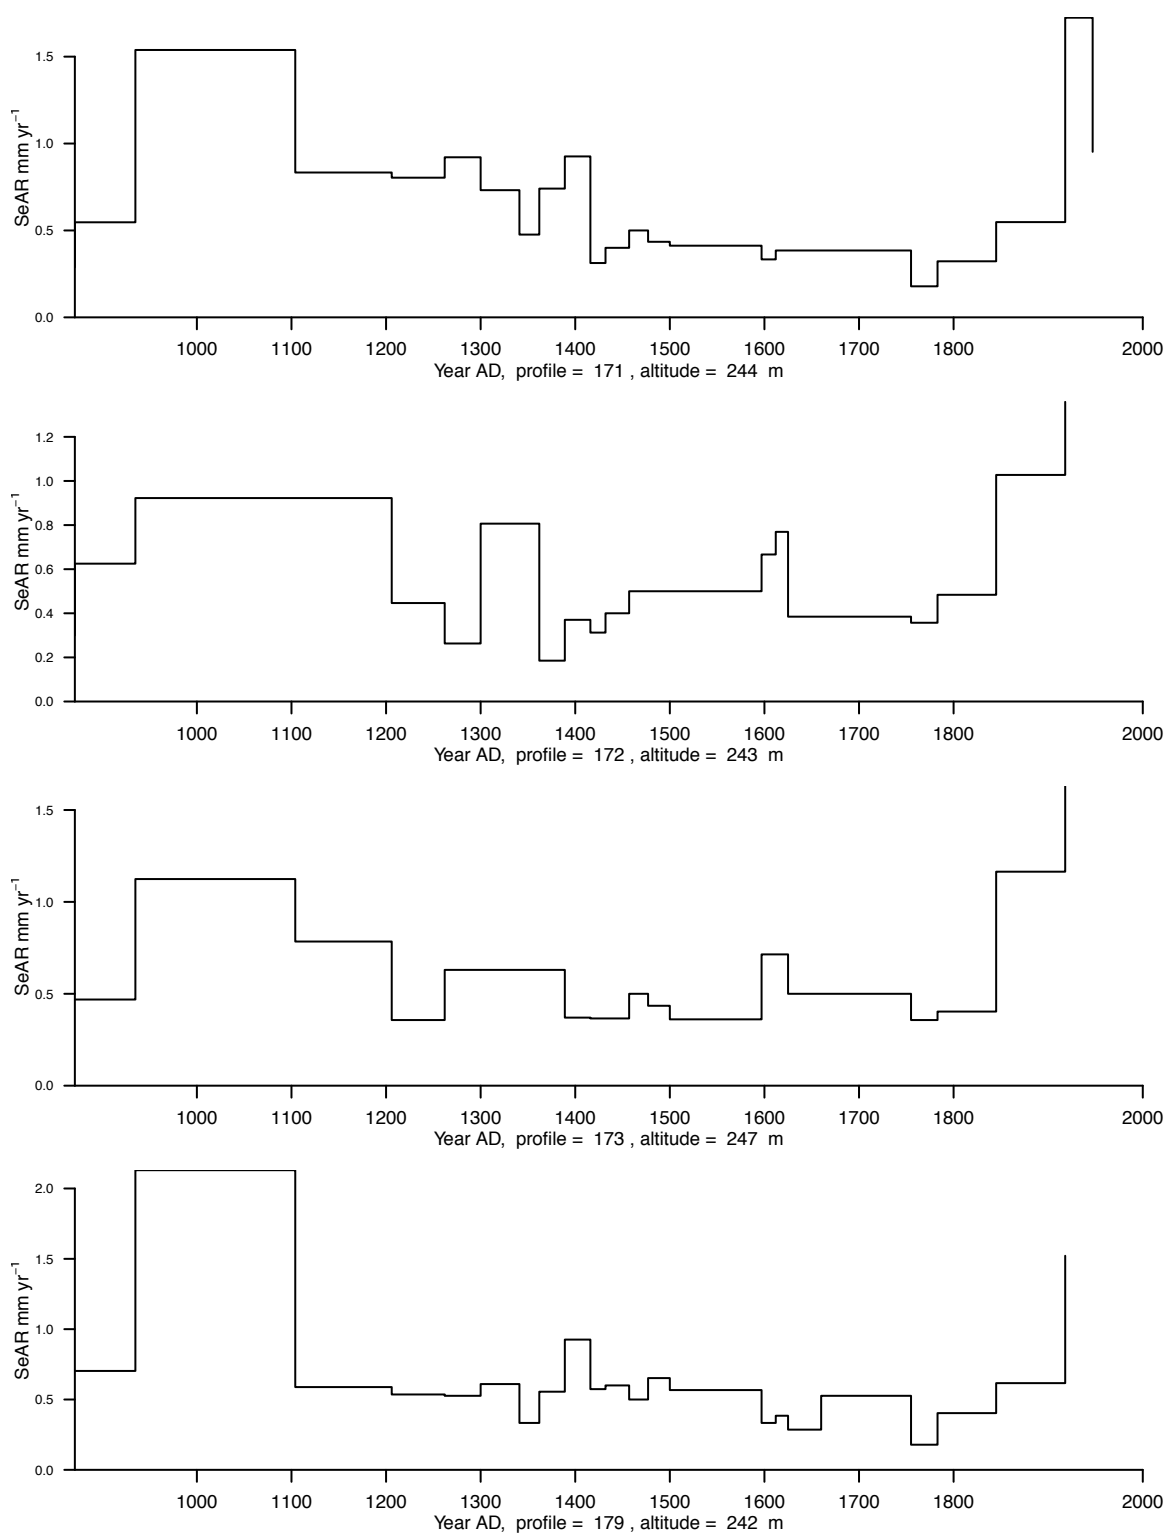 SeAR mm yr⁻¹
1.5
1.0
0.5
0.0
1000 1100 1200 1300 1400 1500 1600 1700 1800 2000
Year AD, profile = 171 , altitude = 244 m
SeAR mm yr⁻¹
1.2
1.0
0.8
0.6
0.4
0.2
0.0
1000 1100 1200 1300 1400 1500 1600 1700 1800 2000
Year AD, profile = 172 , altitude = 243 m
SeAR mm yr⁻¹
1.5
1.0
0.5
0.0
1000 1100 1200 1300 1400 1500 1600 1700 1800 2000
Year AD, profile = 173 , altitude = 247 m
SeAR mm yr⁻¹
2.0
1.5
1.0
0.5
0.0
1000 1100 1200 1300 1400 1500 1600 1700 1800 2000
Year AD, profile = 179 , altitude = 242 m